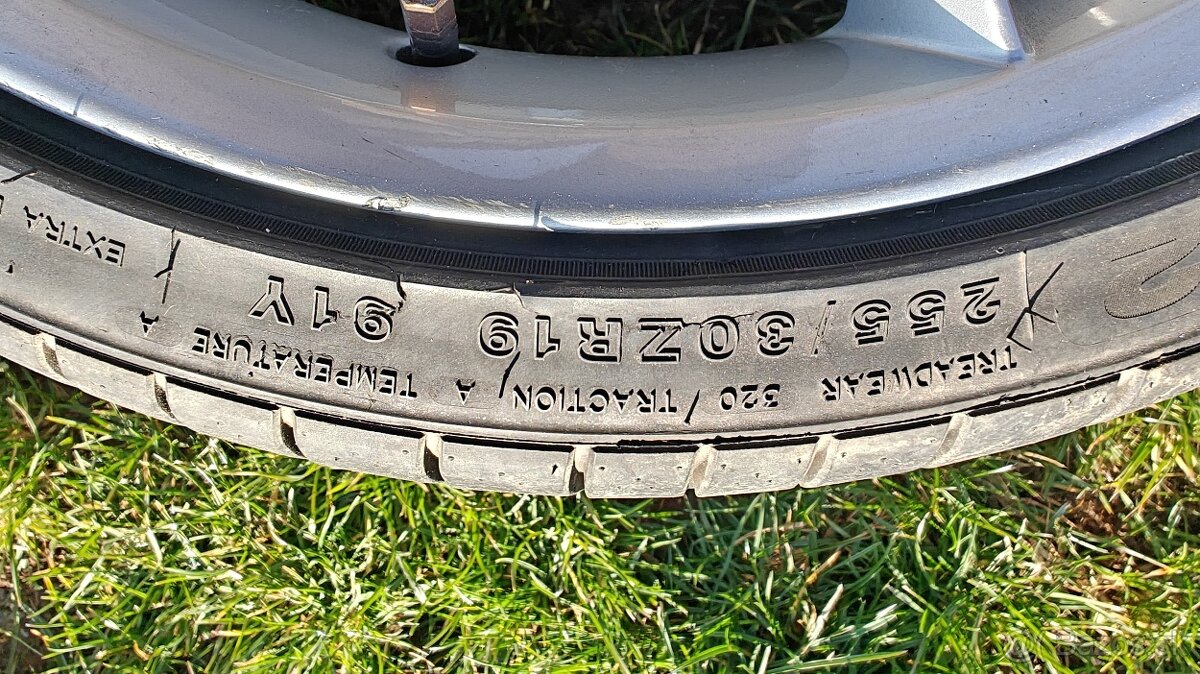 255/30ZR19 91Y EXTRA
TREADWEAR 320/TRACTION A TEMPERATURE A